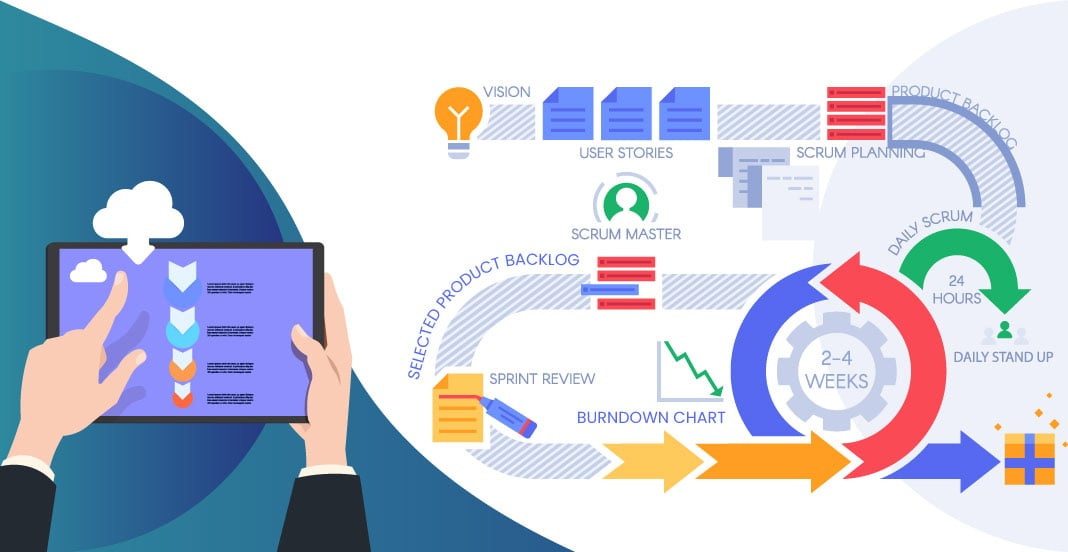 VISION
USER STORIES
PRODUCT BACKLOG
SCRUM PLANNING
SCRUM MASTER
DAILY SCRUM
24
HOURS
DAILY STAND UP
SELECTED PRODUCT BACKLOG
2-4
WEEKS
SPRINT REVIEW
BURNDOWN CHART